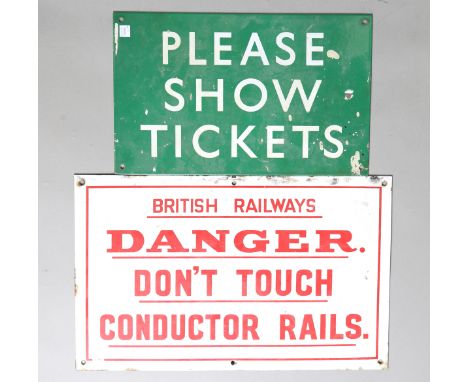 PLEASE
SHOW
TICKETS
BRITISH RAILWAYS
DANGER.
DON'T TOUCH
CONDUCTOR RAILS.